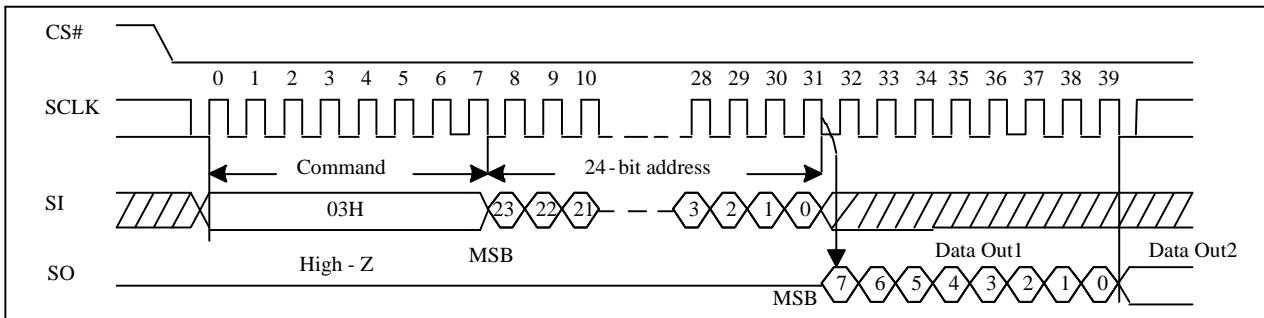 CS#
0 1 2 3 4 5 6 7 8 9 10 28 29 30 31 32 33 34 35 36 37 38 39
SCLK
Command 24-bit address
SI 03H 23 22 21 3 2 1 0
High - Z MSB Data Out1 Data Out2
SO MSB 7 6 5 4 3 2 1 0